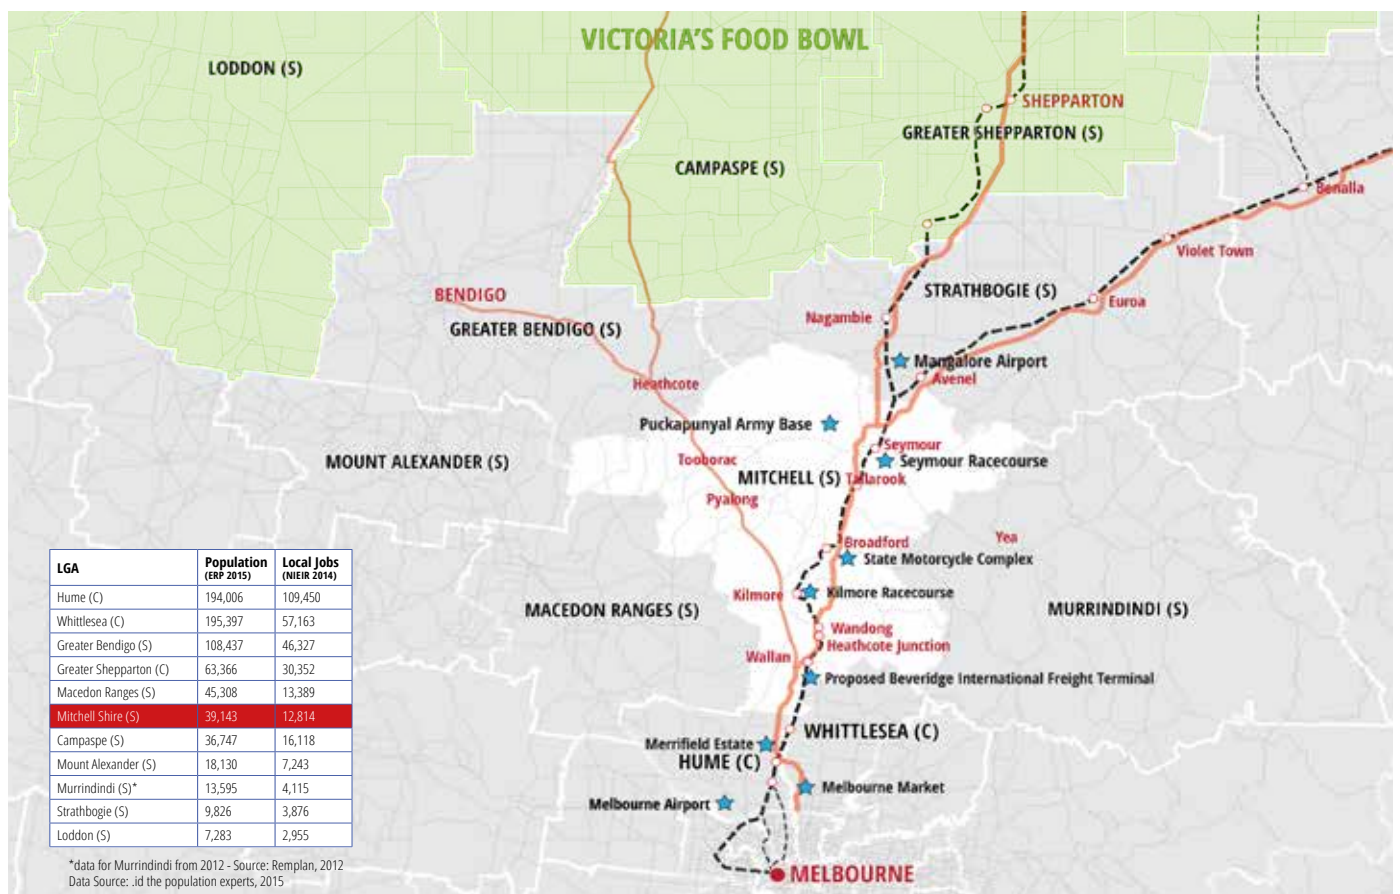 VICTORIA'S FOOD BOWL
LODDON (S)
SHEPPARTON
GREATER SHEPPARTON (S)
CAMPASPE (S)
Benalla
Violet Town
STRATHBOGIE (S)
BENDIGO
Euroa
Nagambie
GREATER BENDIGO (S)
Mangalore Airport
Avenel
Heathcote
Puckapunyal Army Base
Seymour
Seymour Racecourse
MOUNT ALEXANDER (S)
Tooborac
MITCHELL (S)
Tallarook
Pyalong
Yea
Broadford
State Motorcycle Complex
Kilmore
Kilmore Racecourse
MACEDON RANGES (S)
MURRINDINDI (S)
Wandong
Heathcote Junction
Wallan
Proposed Beveridge International Freight Terminal
WHITTLESEA (C)
Merrifield Estate
HUME (C)
Melbourne Market
Melbourne Airport
MELBOURNE
LGA Population (ERP 2015) Local Jobs (NIEIR 2014)
Hume (C) 194,006 109,450
Whittlesea (C) 195,397 57,163
Greater Bendigo (S) 108,437 46,327
Greater Shepparton (C) 63,366 30,352
Macedon Ranges (S) 45,308 13,389
Mitchell Shire (S) 39,143 12,814
Campaspe (S) 36,747 16,118
Mount Alexander (S) 18,130 7,243
Murrindindi (S)* 13,595 4,115
Strathbogie (S) 9,826 3,876
Loddon (S) 7,283 2,955
*data for Murrindindi from 2012 - Source: Remplan, 2012
Data Source: .id the population experts, 2015